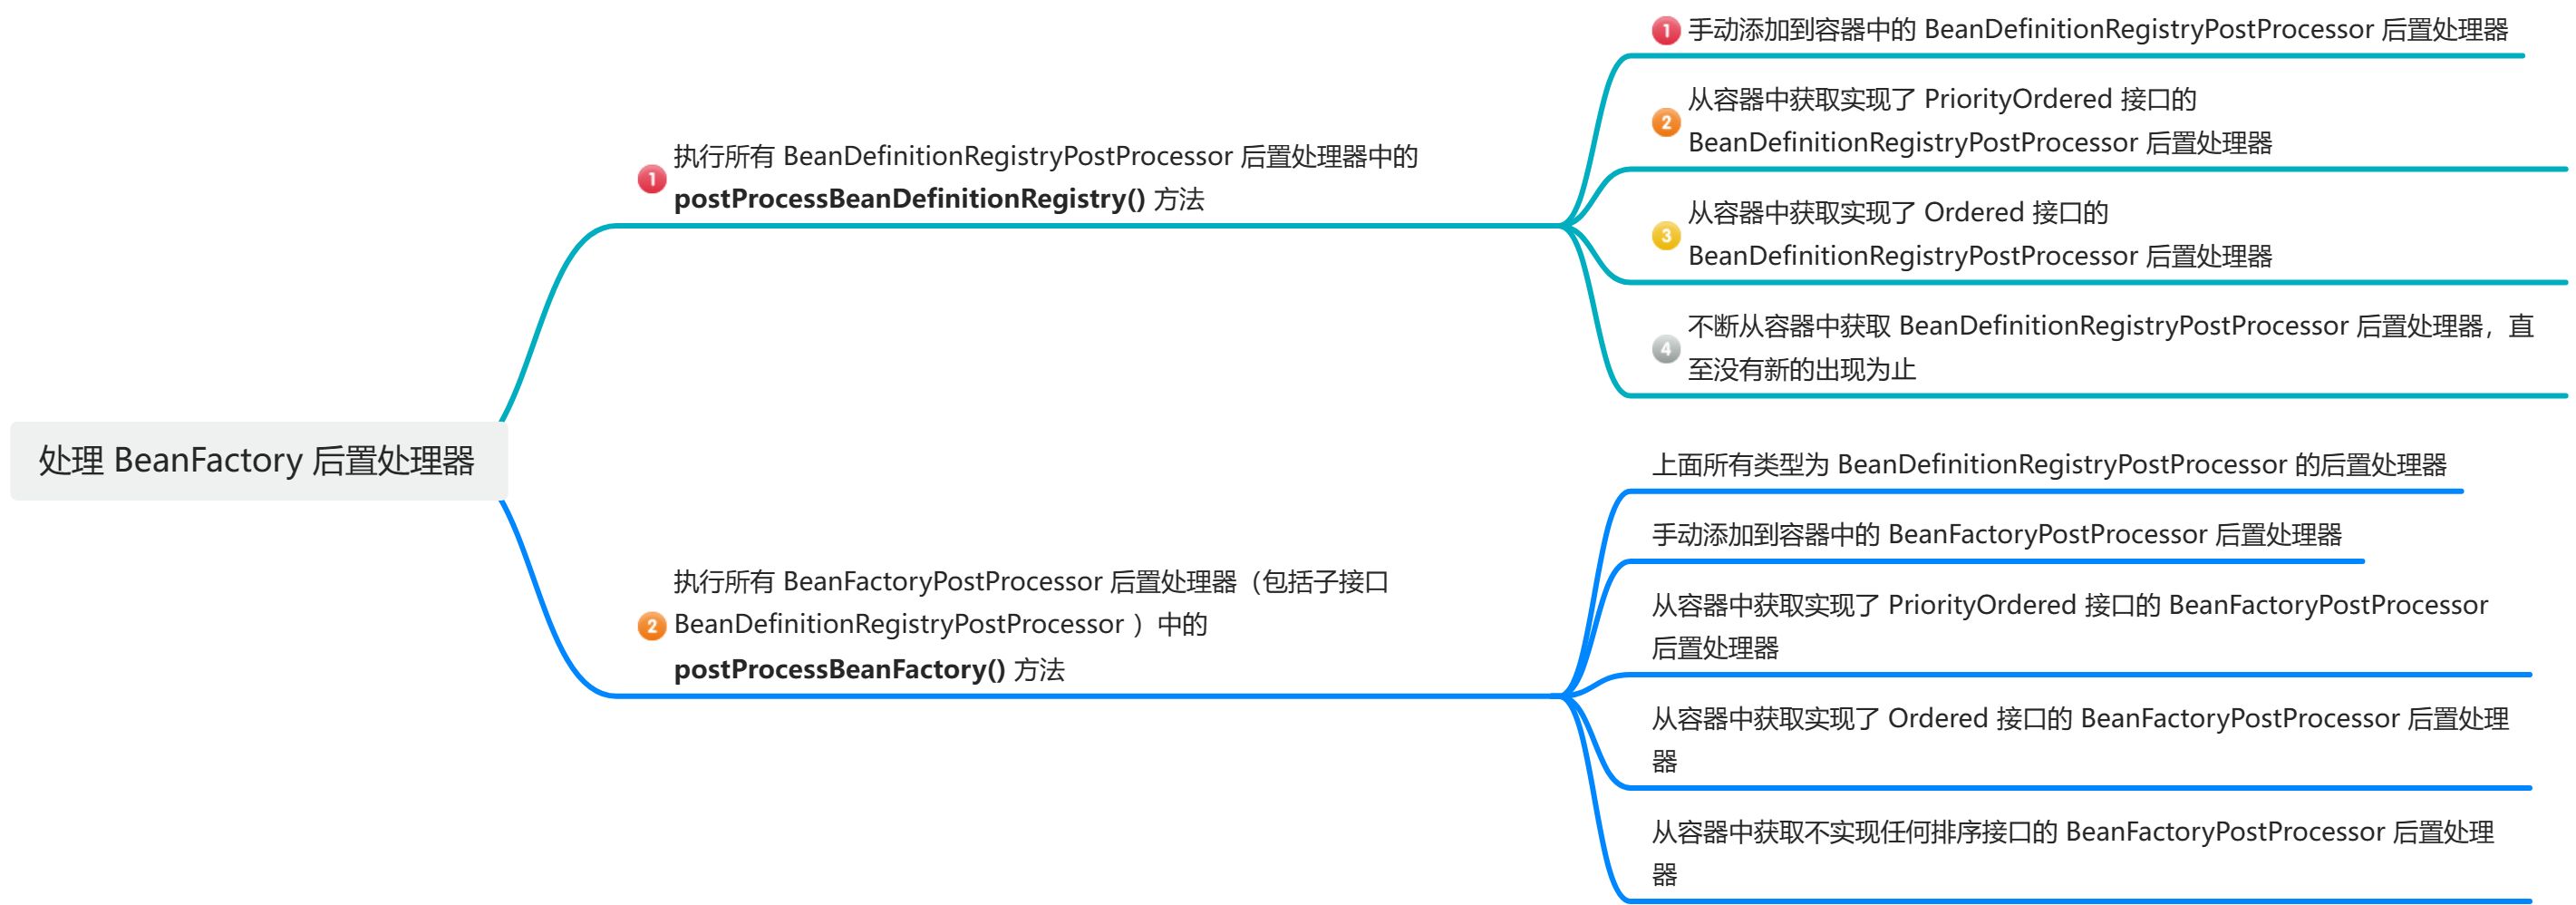 处理 BeanFactory 后置处理器
1
执行所有 BeanDefinitionRegistryPostProcessor 后置处理器中的
postProcessBeanDefinitionRegistry() 方法
1 手动添加到容器中的 BeanDefinitionRegistryPostProcessor 后置处理器
2
从容器中获取实现了 PriorityOrdered 接口的
BeanDefinitionRegistryPostProcessor 后置处理器
3
从容器中获取实现了 Ordered 接口的
BeanDefinitionRegistryPostProcessor 后置处理器
4
不断从容器中获取 BeanDefinitionRegistryPostProcessor 后置处理器，直
至没有新的出现为止
2
执行所有 BeanFactoryPostProcessor 后置处理器（包括子接口
BeanDefinitionRegistryPostProcessor ）中的
postProcessBeanFactory() 方法
上面所有类型为 BeanDefinitionRegistryPostProcessor 的后置处理器
手动添加到容器中的 BeanFactoryPostProcessor 后置处理器
从容器中获取实现了 PriorityOrdered 接口的 BeanFactoryPostProcessor
后置处理器
从容器中获取实现了 Ordered 接口的 BeanFactoryPostProcessor 后置处理
器
从容器中获取不实现任何排序接口的 BeanFactoryPostProcessor 后置处理
器